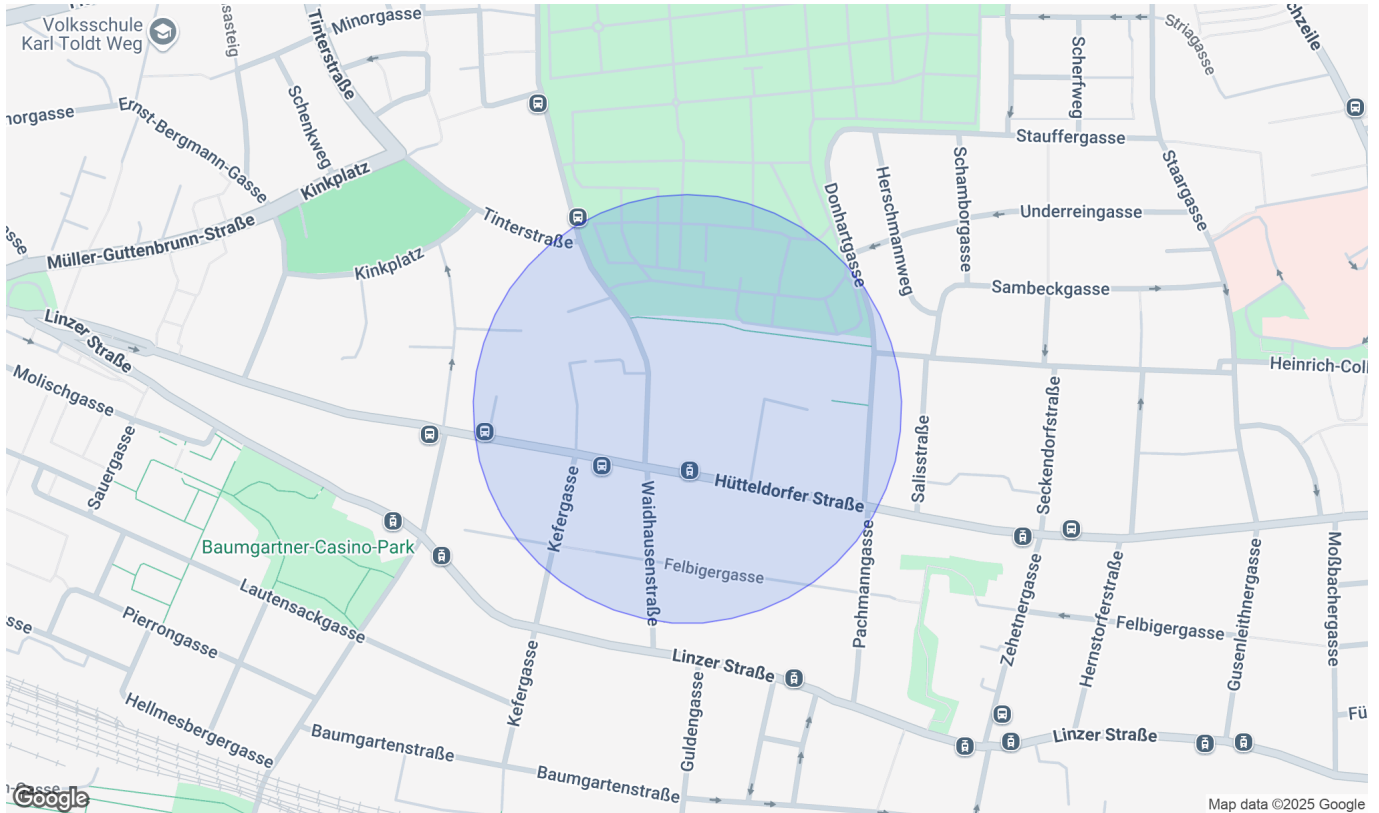 Volksschule
Karl Toldt Weg
Minorgasse
Tinterstraße
Striagasse
Scherfweg
Schenkweg
Ernst-Bergmann-Gasse
Stauffergasse
Staargasse
Kinkplatz
Schamborgasse
Herschmannweg
Donhartgasse
Underreingasse
Tinterstraße
Müller-Guttenbrunn-Straße
Kinkplatz
Sambeckgasse
Linzer Straße
Heinrich-Coll
Molischgasse
Seckendorfstraße
Salisstraße
Sauergasse
Hütteldorfer Straße
Kefergasse
Waidhausenstraße
Baumgartner-Casino-Park
Felbigergasse
Pachmanngasse
Lautensackgasse
Zehetnergasse
Hernstorferstraße
Felbigergasse
Gusenleithnergasse
Moßbachergasse
Pierrongasse
Linzer Straße
Kefergasse
Guldengasse
Hellmesbergergasse
Baumgartenstraße
Linzer Straße
Baumgartenstraße
Google
Map data ©2025 Google